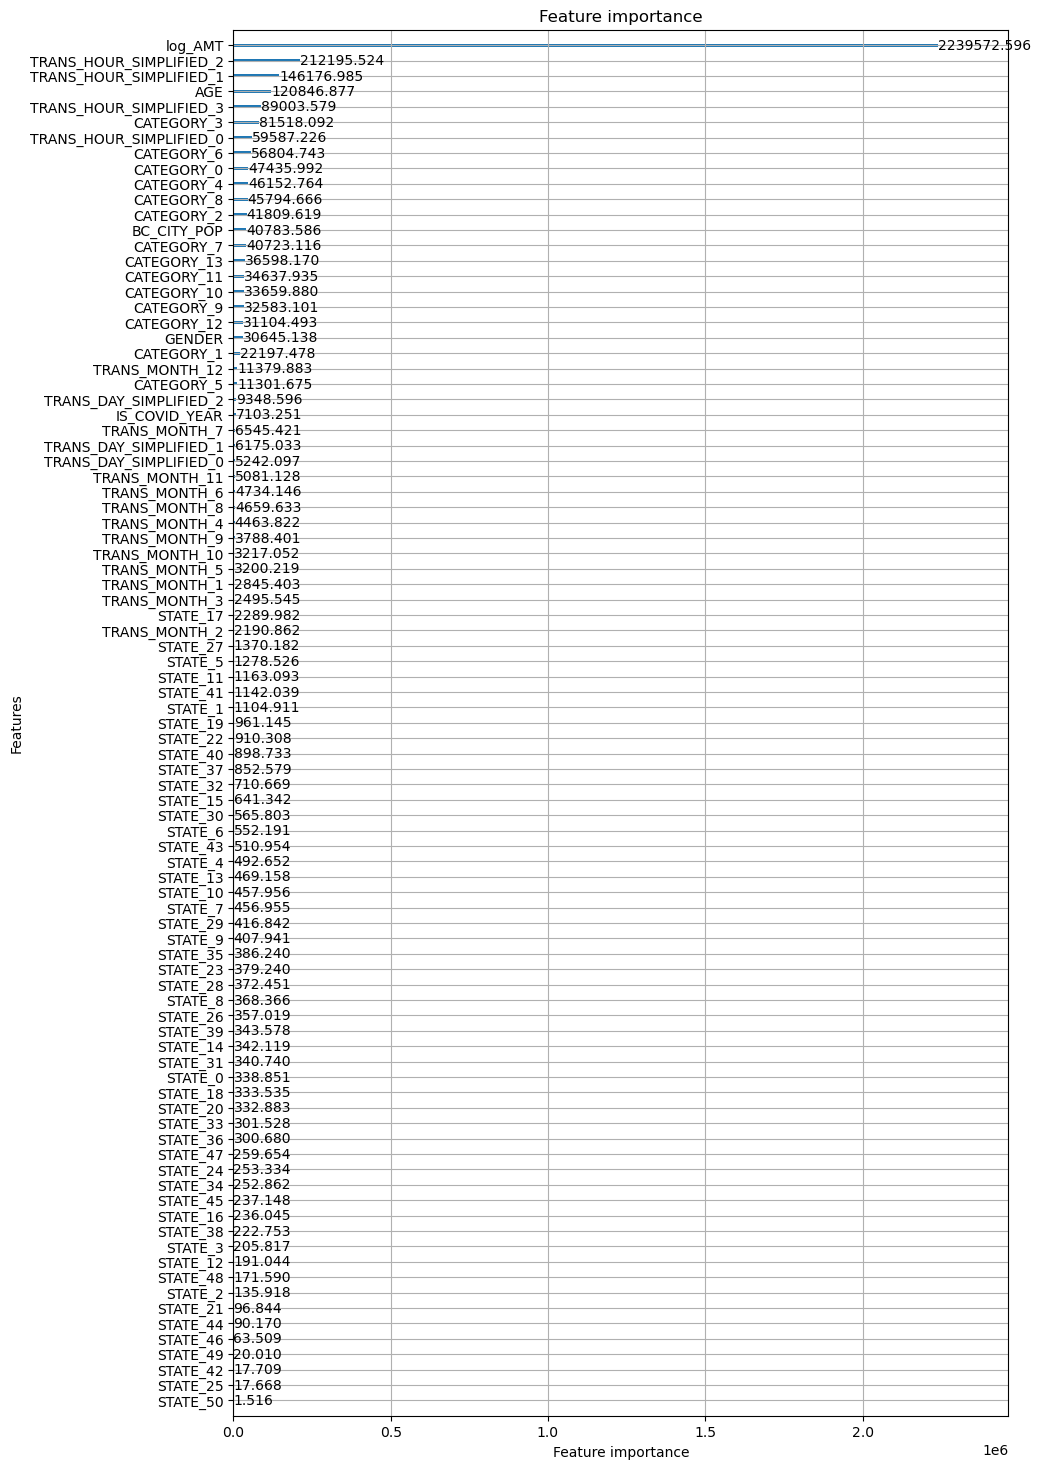 Feature importance
log_AMT 2239572.596
TRANS_HOUR_SIMPLIFIED_2 212195.524
TRANS_HOUR_SIMPLIFIED_1 146176.985
AGE 120846.877
TRANS_HOUR_SIMPLIFIED_3 89003.579
CATEGORY_3 81518.092
TRANS_HOUR_SIMPLIFIED_0 59587.226
CATEGORY_6 56804.743
CATEGORY_0 47435.992
CATEGORY_4 46152.764
CATEGORY_8 45794.666
CATEGORY_2 41809.619
BC_CITY_POP 40783.586
CATEGORY_7 40723.116
CATEGORY_13 36598.170
CATEGORY_11 34637.935
CATEGORY_10 33659.880
CATEGORY_9 32583.101
CATEGORY_12 31104.493
GENDER 30645.138
CATEGORY_1 22197.478
TRANS_MONTH_12 11379.883
CATEGORY_5 11301.675
TRANS_DAY_SIMPLIFIED_2 9348.596
IS_COVID_YEAR 7103.251
TRANS_MONTH_7 6545.421
TRANS_DAY_SIMPLIFIED_1 6175.033
TRANS_DAY_SIMPLIFIED_0 5242.097
TRANS_MONTH_11 5081.128
TRANS_MONTH_6 4734.146
TRANS_MONTH_8 4659.633
TRANS_MONTH_4 4463.822
TRANS_MONTH_9 3788.401
TRANS_MONTH_10 3217.052
TRANS_MONTH_5 3200.219
TRANS_MONTH_1 2845.403
TRANS_MONTH_3 2495.545
STATE_17 2289.982
TRANS_MONTH_2 2190.862
STATE_27 1370.182
STATE_5 1278.526
STATE_11 1163.093
STATE_41 1142.039
STATE_1 1104.911
STATE_19 961.145
STATE_22 910.308
STATE_40 898.733
STATE_37 852.579
STATE_32 710.669
STATE_15 641.342
STATE_30 565.803
STATE_6 552.191
STATE_43 510.954
STATE_4 492.652
STATE_13 469.158
STATE_10 457.956
STATE_7 456.955
STATE_29 416.842
STATE_9 407.941
STATE_35 386.240
STATE_23 379.240
STATE_28 372.451
STATE_8 368.366
STATE_26 357.019
STATE_39 343.578
STATE_14 342.119
STATE_31 340.740
STATE_0 338.851
STATE_18 333.535
STATE_20 332.883
STATE_33 301.528
STATE_36 300.680
STATE_47 259.654
STATE_24 253.334
STATE_34 252.862
STATE_45 237.148
STATE_16 236.045
STATE_38 222.753
STATE_3 205.817
STATE_12 191.044
STATE_48 171.590
STATE_2 135.918
STATE_21 96.844
STATE_44 90.170
STATE_46 63.509
STATE_49 20.010
STATE_42 17.709
STATE_25 17.668
STATE_50 1.516
Features
0.0 0.5 1.0 1.5 2.0
1e6
Feature importance